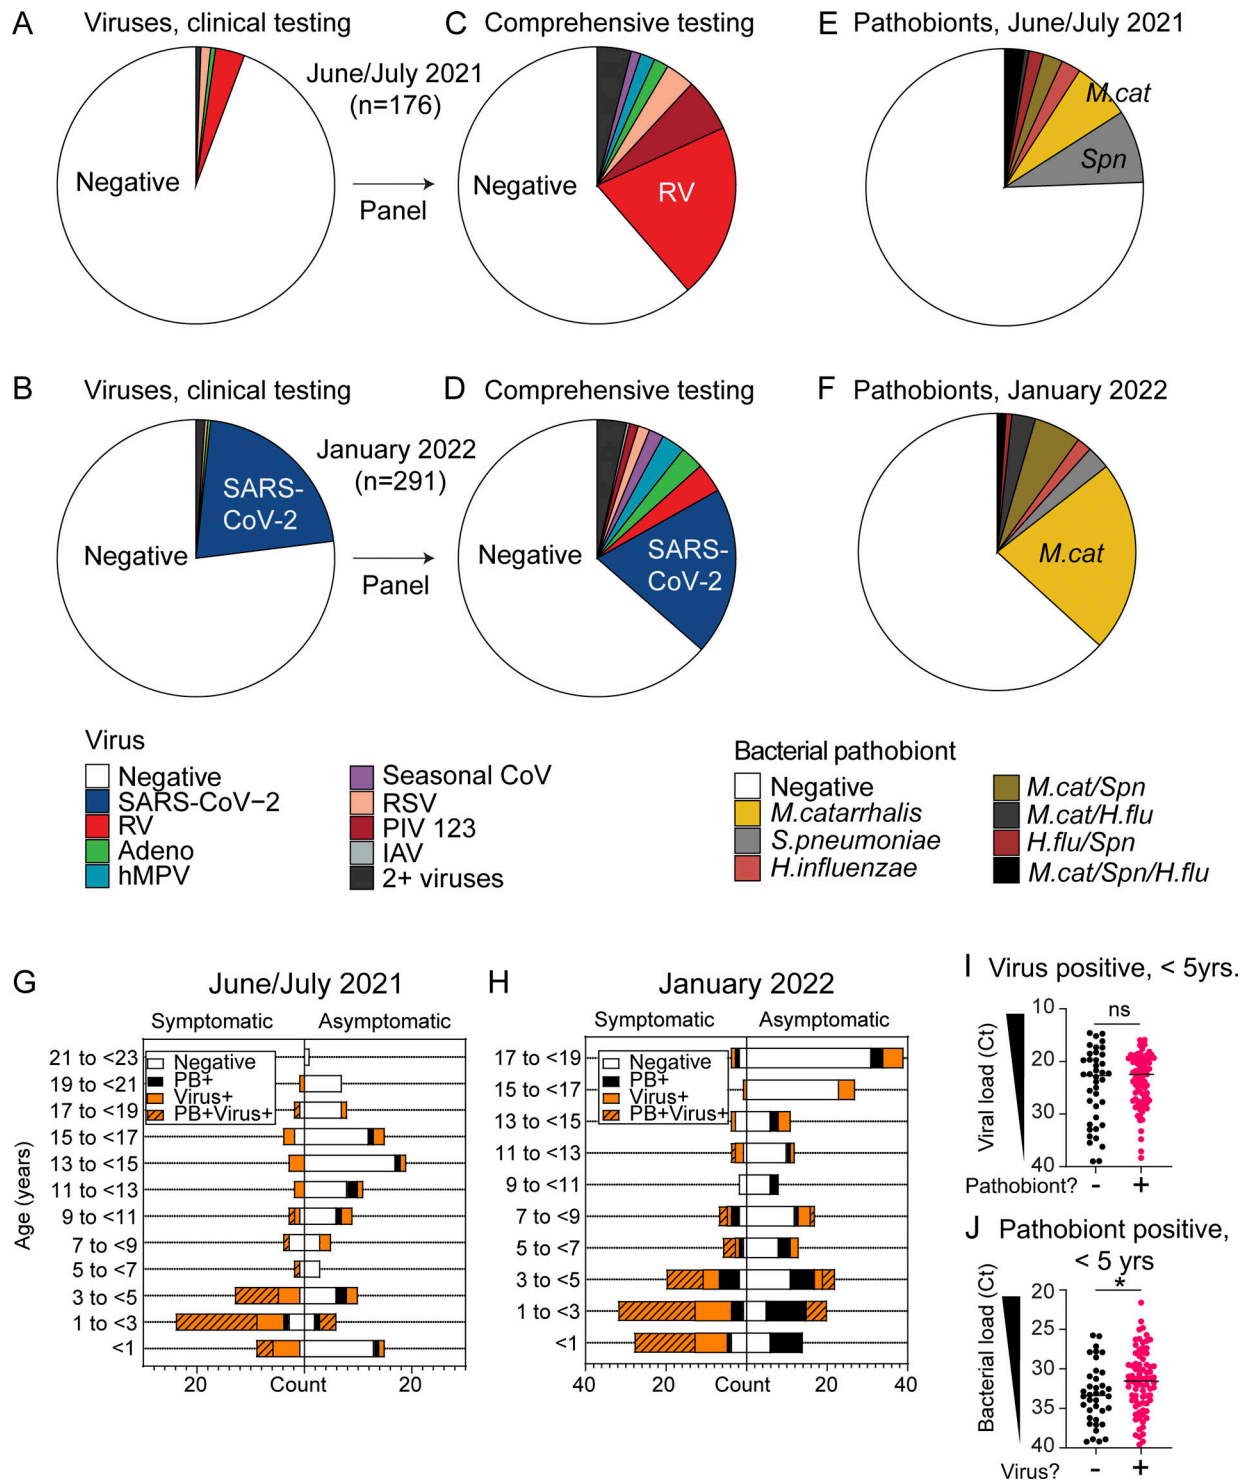 A Viruses, clinical testing
C Comprehensive testing
E Pathobionts, June/July 2021
June/July 2021
(n=176)
Negative
Panel
Negative
RV
M.cat
Spn
B Viruses, clinical testing
D Comprehensive testing
F Pathobionts, January 2022
January 2022
(n=291)
SARS-
CoV-2
Negative
Panel
Negative
SARS-
CoV-2
M.cat
Virus
Negative
SARS-CoV−2
RV
Adeno
hMPV
Seasonal CoV
RSV
PIV 123
IAV
2+ viruses
Bacterial pathobiont
Negative
M.catarrhalis
S.pneumoniae
H.influenzae
M.cat/Spn
M.cat/H.flu
H.flu/Spn
M.cat/Spn/H.flu
G June/July 2021
Symptomatic Asymptomatic
Negative
PB+
Virus+
PB+Virus+
Age (years)
21 to <23
19 to <21
17 to <19
15 to <17
13 to <15
11 to <13
9 to <11
7 to <9
5 to <7
3 to <5
1 to <3
<1
20 Count 20
H January 2022
Symptomatic Asymptomatic
Negative
PB+
Virus+
PB+Virus+
17 to <19
15 to <17
13 to <15
11 to <13
9 to <11
7 to <9
5 to <7
3 to <5
1 to <3
<1
40 20 Count 20 40
I Virus positive, < 5yrs.
Viral load (Ct)
10
20
30
40
ns
Pathobiont? - +
J Pathobiont positive,
< 5 yrs
Bacterial load (Ct)
20
25
30
35
40
*
Virus? - +